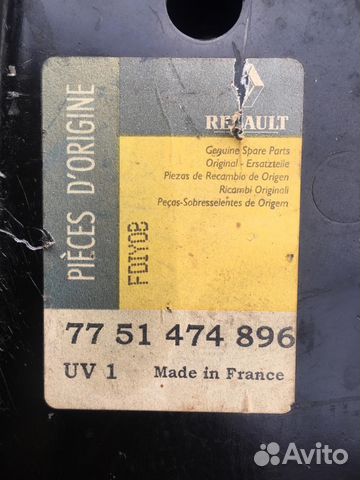 PIÈCES D'ORIGINE
RENAULT
Genuine Spare Parts
Original - Ersatzteile
Piezas de Recambio de Origen
Ricambi Originali
Peças-Sobresselentes de Origem
FDIYOB
77 51 474 896
UV 1 Made in France
Avito